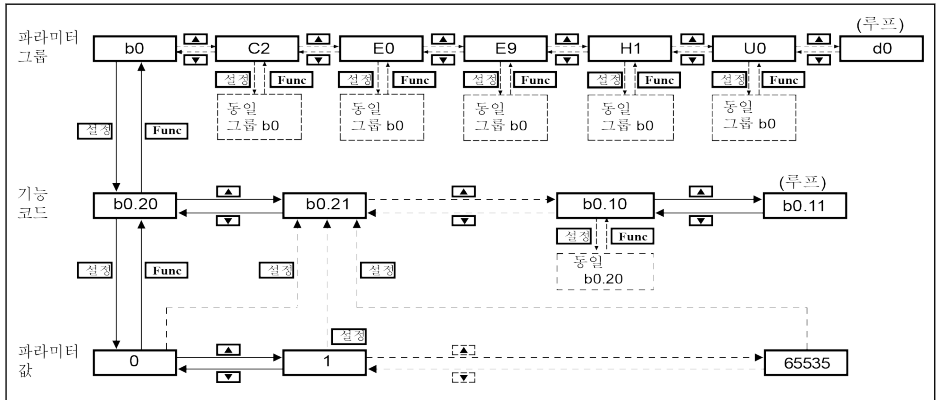 (루프)
파라미터
그룹
b0 ▲ ▼ C2 ▲ ▼ E0 ▲ ▼ E9 ▲ ▼ H1 ▲ ▼ U0 ▲ ▼ d0
설정 Func 설정 Func 설정 Func 설정 Func 설정 Func
동일 동일 동일 동일 동일
그룹 b0 그룹 b0 그룹 b0 그룹 b0 그룹 b0
설정 Func
(루프)
기능
코드
b0.20 ▲ ▼ b0.21 ▲ ▼ b0.10 ▲ ▼ b0.11
설정 Func
동일
b0.20
설정 Func 설정 설정
설정
파라미터
값
0 ▲ ▼ 1 ▲ ▼ 65535